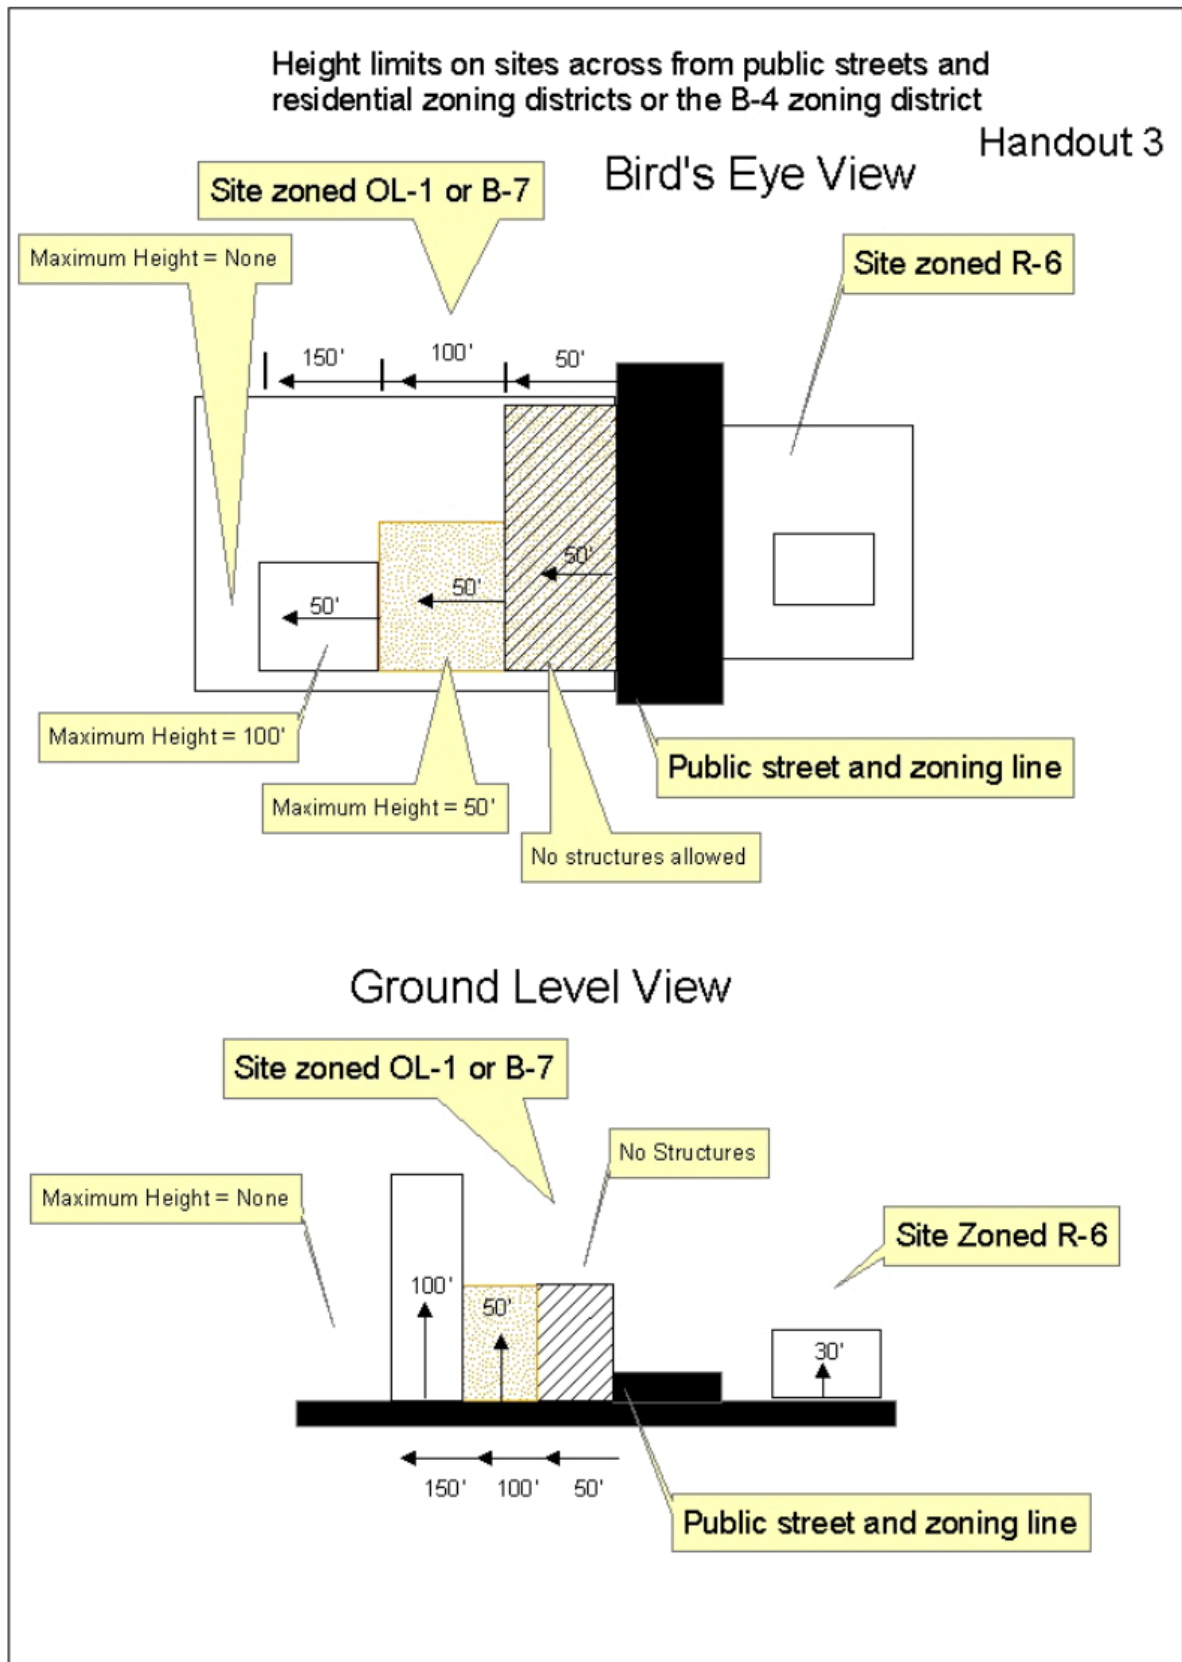 Height limits on sites across from public streets and
residential zoning districts or the B-4 zoning district
Handout 3
Bird's Eye View
Site zoned OL-1 or B-7
Maximum Height = None
Site zoned R-6
150'
100'
50'
50'
50'
50'
Maximum Height = 100'
Public street and zoning line
Maximum Height = 50'
No structures allowed
Ground Level View
Site zoned OL-1 or B-7
No Structures
Maximum Height = None
Site Zoned R-6
100'
50'
30'
150'
100'
50'
Public street and zoning line